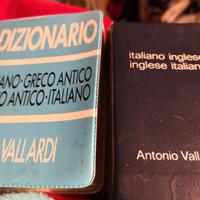 DIZIONARIO
ANO-GRECO ANTICO
O ANTICO-ITALIANO
VALLARDI
italiano inglese
inglese italian
Antonio Vall